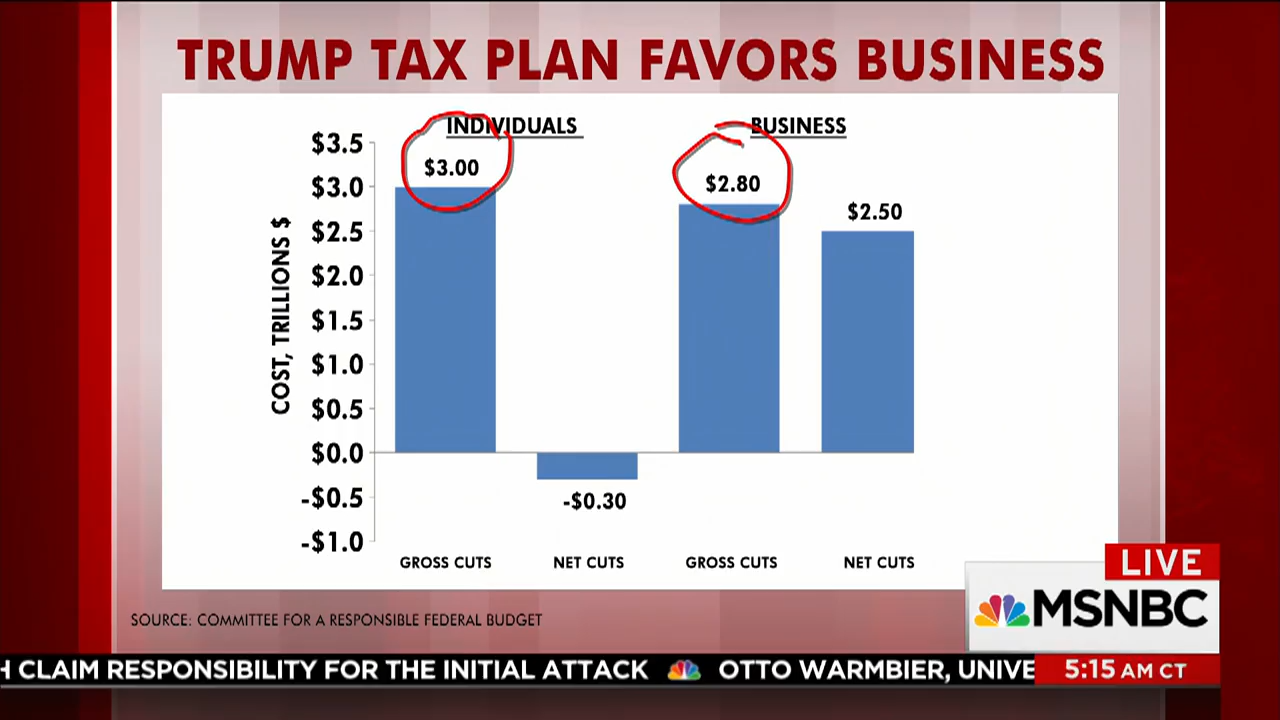 TRUMP TAX PLAN FAVORS BUSINESS
INDIVIDUALS
BUSINESS
COST, TRILLIONS $
$3.5
$3.0
$2.5
$2.0
$1.5
$1.0
$0.5
$0.0
-$0.5
-$1.0
$3.00
-$0.30
$2.80
$2.50
GROSS CUTS
NET CUTS
GROSS CUTS
NET CUTS
SOURCE: COMMITTEE FOR A RESPONSIBLE FEDERAL BUDGET
LIVE
MSNBC
H CLAIM RESPONSIBILITY FOR THE INITIAL ATTACK OTTO WARMBIER, UNIVE
5:15 AM CT